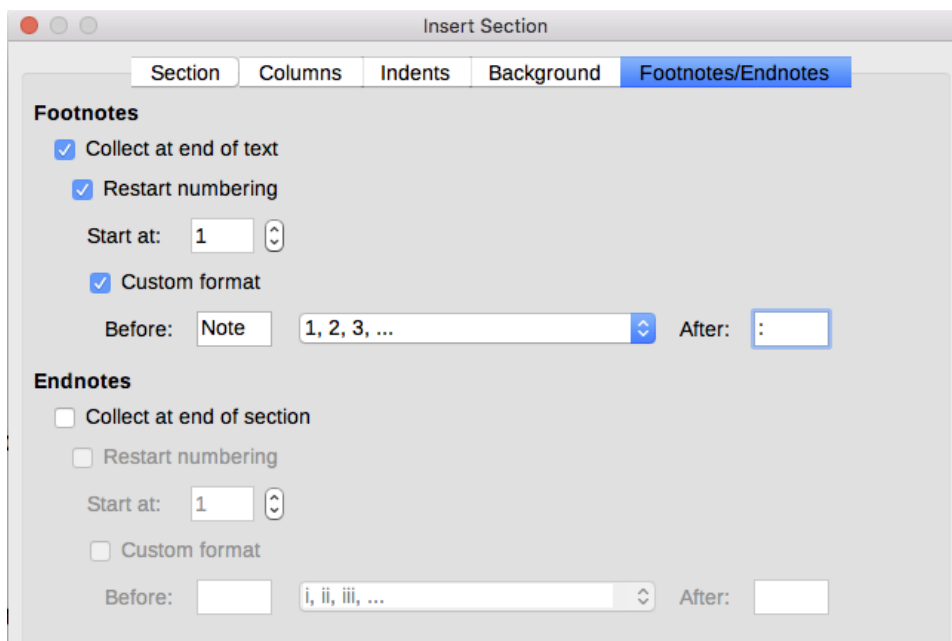 Insert Section
Section Columns Indents Background Footnotes/Endnotes
Footnotes
Collect at end of text
Restart numbering
Start at: 1
Custom format
Before: Note 1, 2, 3, ... After: :
Endnotes
Collect at end of section
Restart numbering
Start at: 1
Custom format
Before: i, ii, iii, ... After: